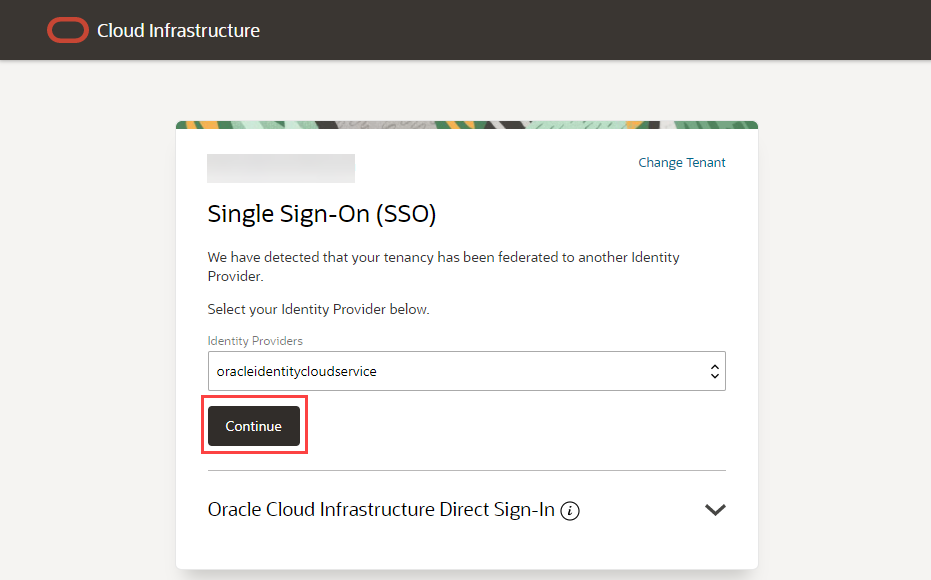 Cloud Infrastructure
Change Tenant
Single Sign-On (SSO)
We have detected that your tenancy has been federated to another Identity
Provider.
Select your Identity Provider below.
Identity Providers
oracleidentitycloudservice
Continue
Oracle Cloud Infrastructure Direct Sign-In i